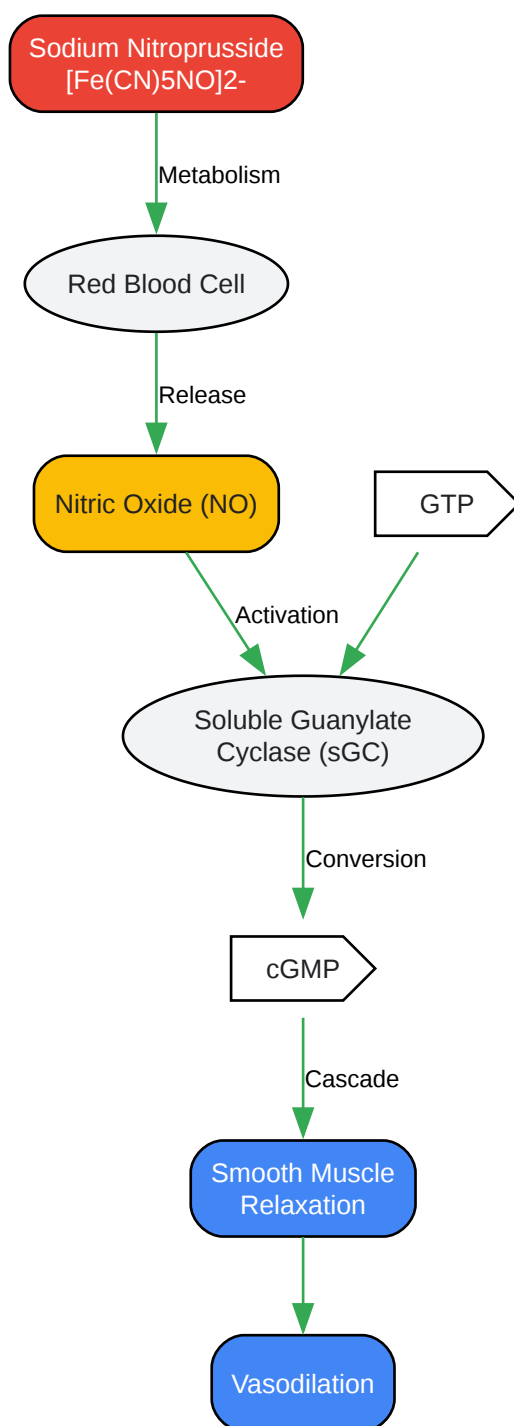 Sodium Nitroprusside
[Fe(CN)5NO]2-
Metabolism
Red Blood Cell
Release
Nitric Oxide (NO)
GTP
Activation
Soluble Guanylate
Cyclase (sGC)
Conversion
cGMP
Cascade
Smooth Muscle
Relaxation
Vasodilation